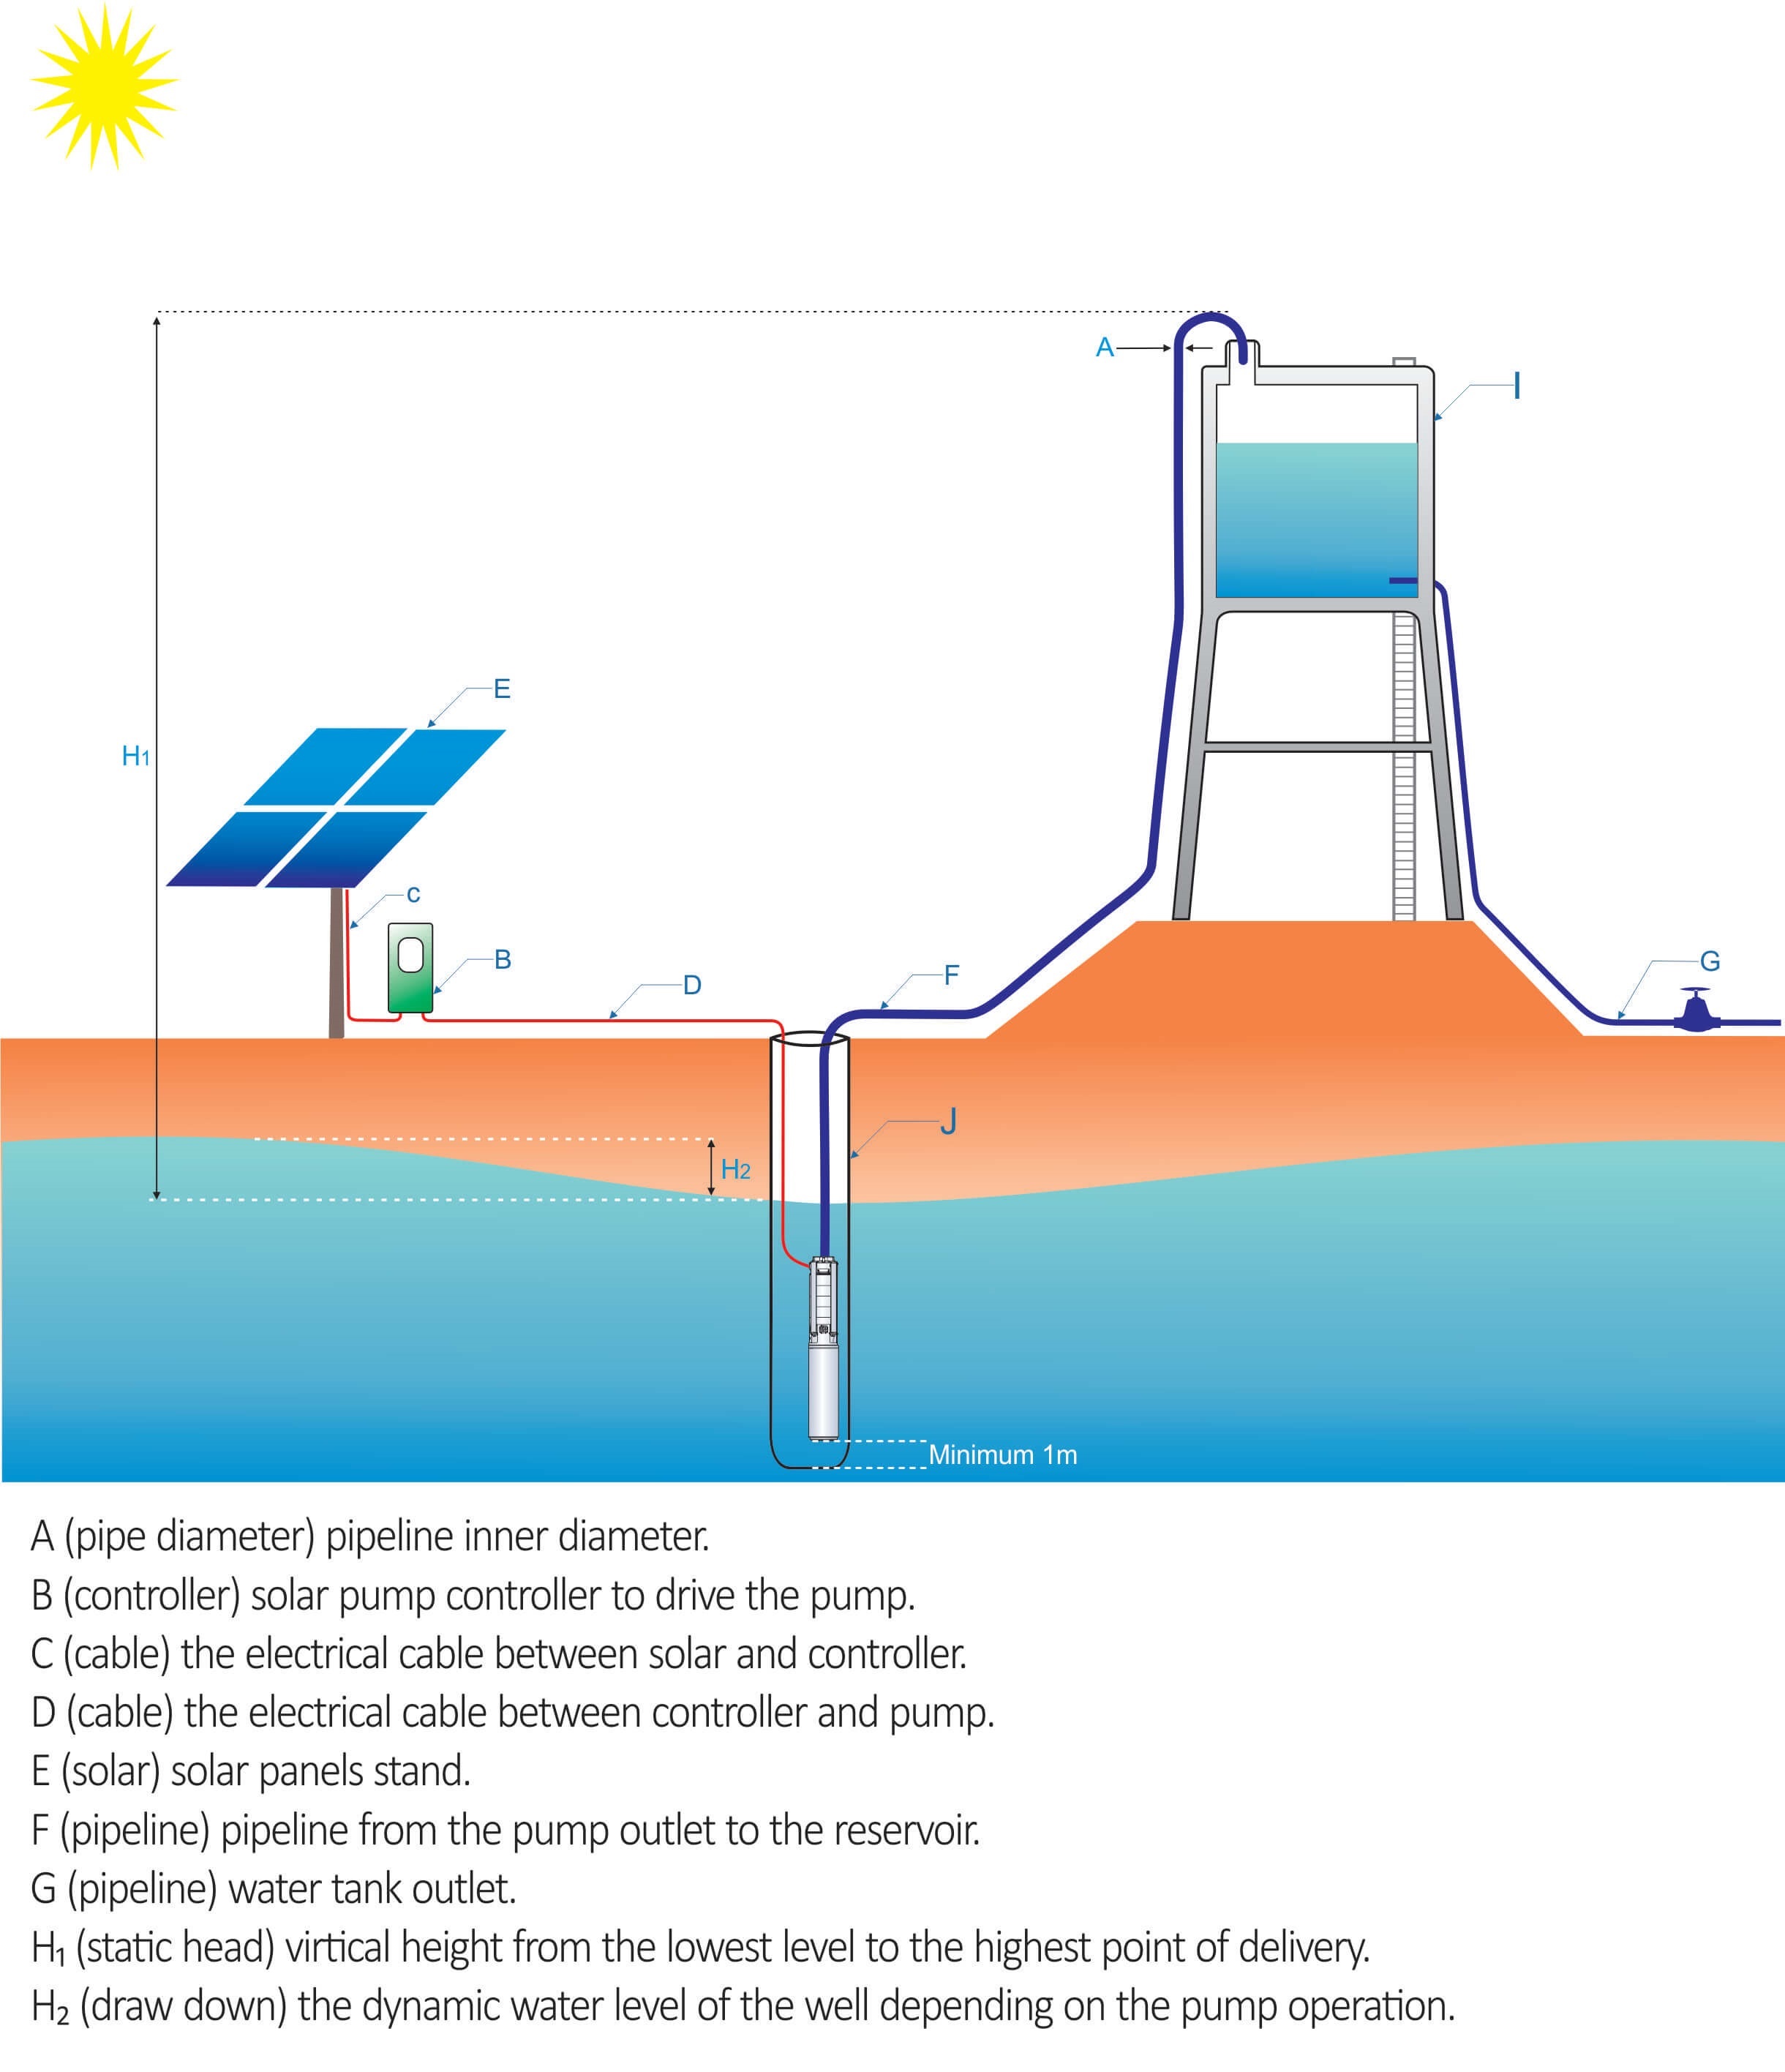 A
I
E
H1
c
B
D
F
G
J
H2
Minimum 1m
A (pipe diameter) pipeline inner diameter.
B (controller) solar pump controller to drive the pump.
C (cable) the electrical cable between solar and controller.
D (cable) the electrical cable between controller and pump.
E (solar) solar panels stand.
F (pipeline) pipeline from the pump outlet to the reservoir.
G (pipeline) water tank outlet.
H₁ (static head) virtical height from the lowest level to the highest point of delivery.
H₂ (draw down) the dynamic water level of the well depending on the pump operation.